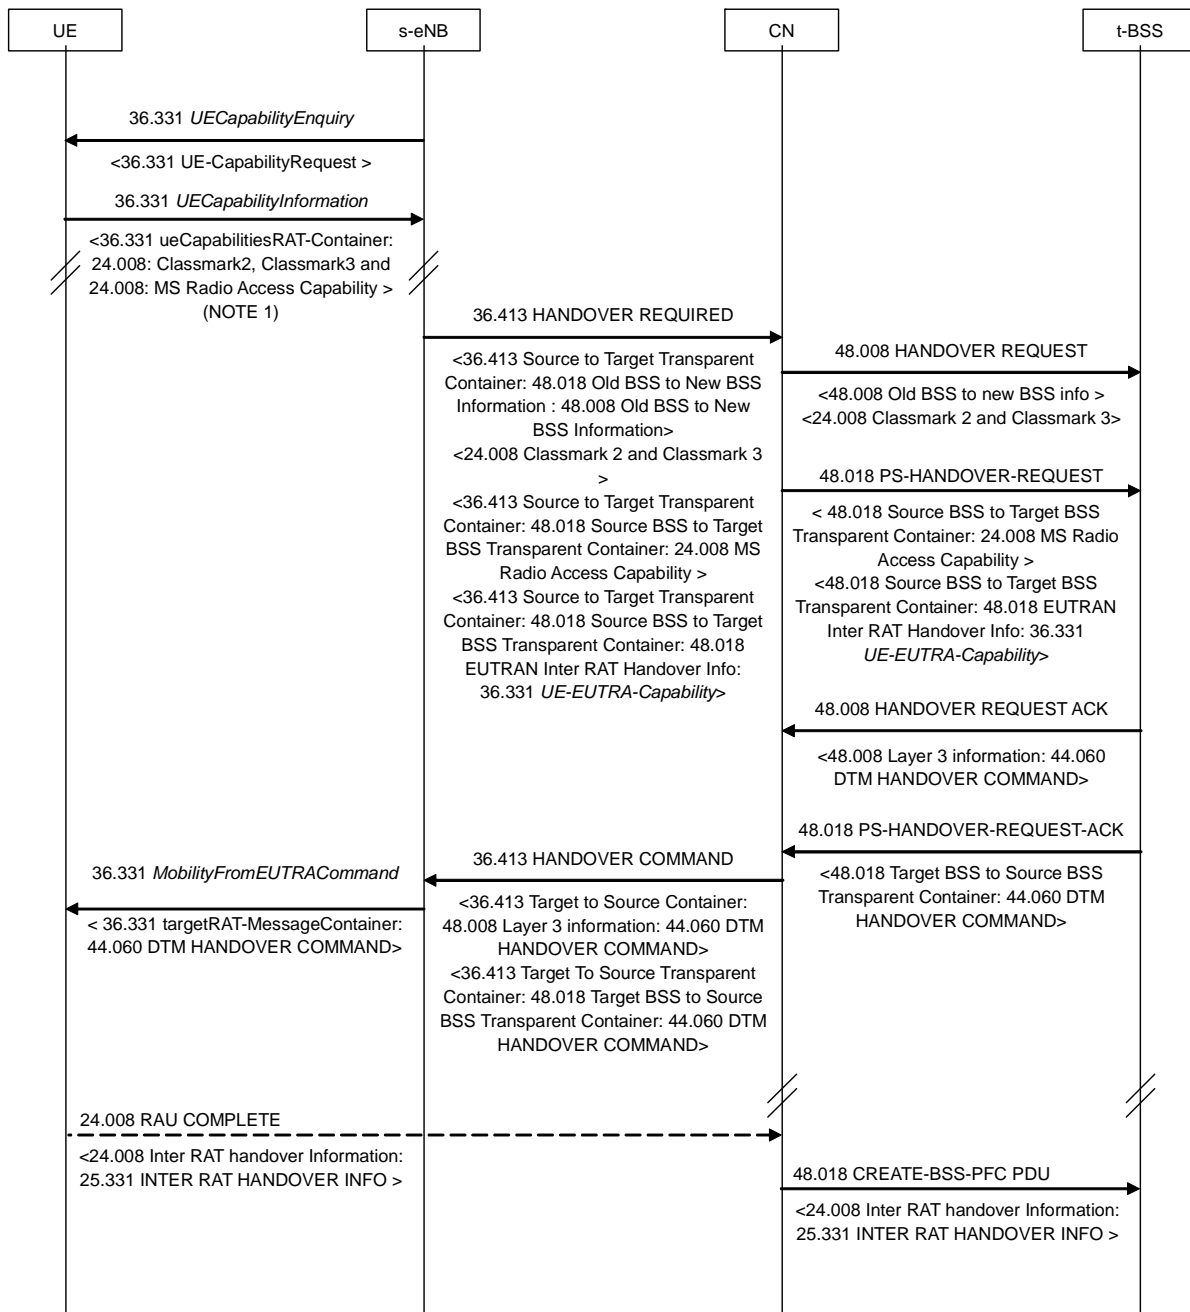 UE
s-eNB
CN
t-BSS
36.331 UECapabilityEnquiry
<36.331 UE-CapabilityRequest >
36.331 UECapabilityInformation
<36.331 ueCapabilitiesRAT-Container:
24.008: Classmark2, Classmark3 and
24.008: MS Radio Access Capability >
(NOTE 1)
36.413 HANDOVER REQUIRED
<36.413 Source to Target Transparent
Container: 48.018 Old BSS to New BSS
Information : 48.008 Old BSS to New
BSS Information>
<24.008 Classmark 2 and Classmark 3
>
<36.413 Source to Target Transparent
Container: 48.018 Source BSS to Target
BSS Transparent Container: 24.008 MS
Radio Access Capability >
<36.413 Source to Target Transparent
Container: 48.018 Source BSS to Target
BSS Transparent Container: 48.018
EUTRAN Inter RAT Handover Info:
36.331 UE-EUTRA-Capability>
48.008 HANDOVER REQUEST
<48.008 Old BSS to new BSS info >
<24.008 Classmark 2 and Classmark 3>
48.018 PS-HANDOVER-REQUEST
< 48.018 Source BSS to Target BSS
Transparent Container: 24.008 MS Radio
Access Capability >
<48.018 Source BSS to Target BSS
Transparent Container: 48.018 EUTRAN
Inter RAT Handover Info: 36.331
UE-EUTRA-Capability>
48.008 HANDOVER REQUEST ACK
<48.008 Layer 3 information: 44.060
DTM HANDOVER COMMAND>
48.018 PS-HANDOVER-REQUEST-ACK
<48.018 Target BSS to Source BSS
Transparent Container: 44.060 DTM
HANDOVER COMMAND>
36.413 HANDOVER COMMAND
<36.413 Target to Source Container:
48.008 Layer 3 information: 44.060 DTM
HANDOVER COMMAND>
<36.413 Target To Source Transparent
Container: 48.018 Target BSS to Source
BSS Transparent Container: 44.060 DTM
HANDOVER COMMAND>
36.331 MobilityFromEUTRACommand
< 36.331 targetRAT-MessageContainer:
44.060 DTM HANDOVER COMMAND>
24.008 RAU COMPLETE
<24.008 Inter RAT handover Information:
25.331 INTER RAT HANDOVER INFO >
48.018 CREATE-BSS-PFC PDU
<24.008 Inter RAT handover Information:
25.331 INTER RAT HANDOVER INFO >